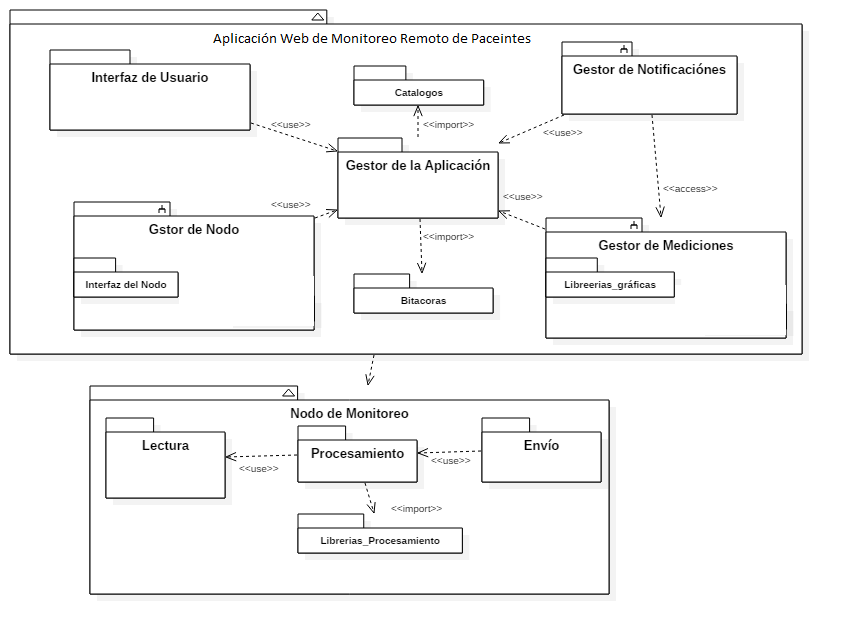 Aplicación Web de Monitoreo Remoto de Paceintes
Interfaz de Usuario
Catalogos
Gestor de Notificaciónes
<<use>>
<<import>>
<<use>>
Gestor de la Aplicación
<<access>>
<<use>>
<<use>>
Gstor de Nodo
<<import>>
Gestor de Mediciones
Interfaz del Nodo
Libreerias_gráficas
Bitacoras
Nodo de Monitoreo
Lectura
Procesamiento
Envío
<<use>>
<<use>>
<<import>>
Librerias_Procesamiento